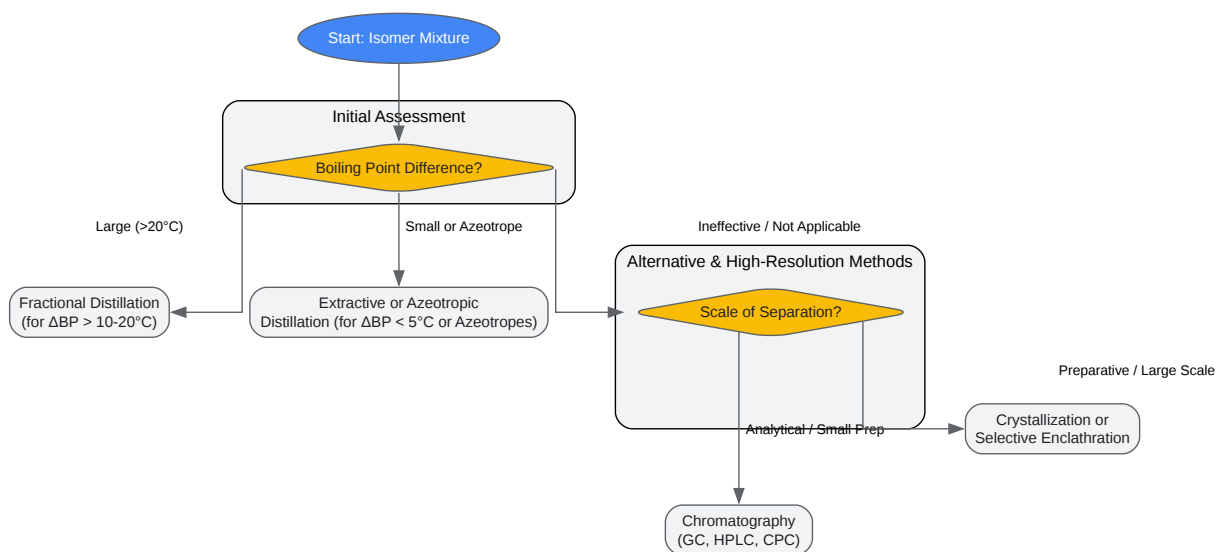 Start: Isomer Mixture
Initial Assessment
Boiling Point Difference?
Large (>20°C)
Small or Azeotrope
Ineffective / Not Applicable
Alternative & High-Resolution Methods
Fractional Distillation
(for ΔBP > 10-20°C)
Extractive or Azeotropic
Distillation (for ΔBP < 5°C or Azeotropes)
Scale of Separation?
Preparative / Large Scale
Analytical / Small Prep
Crystallization or
Selective Enclathration
Chromatography
(GC, HPLC, CPC)